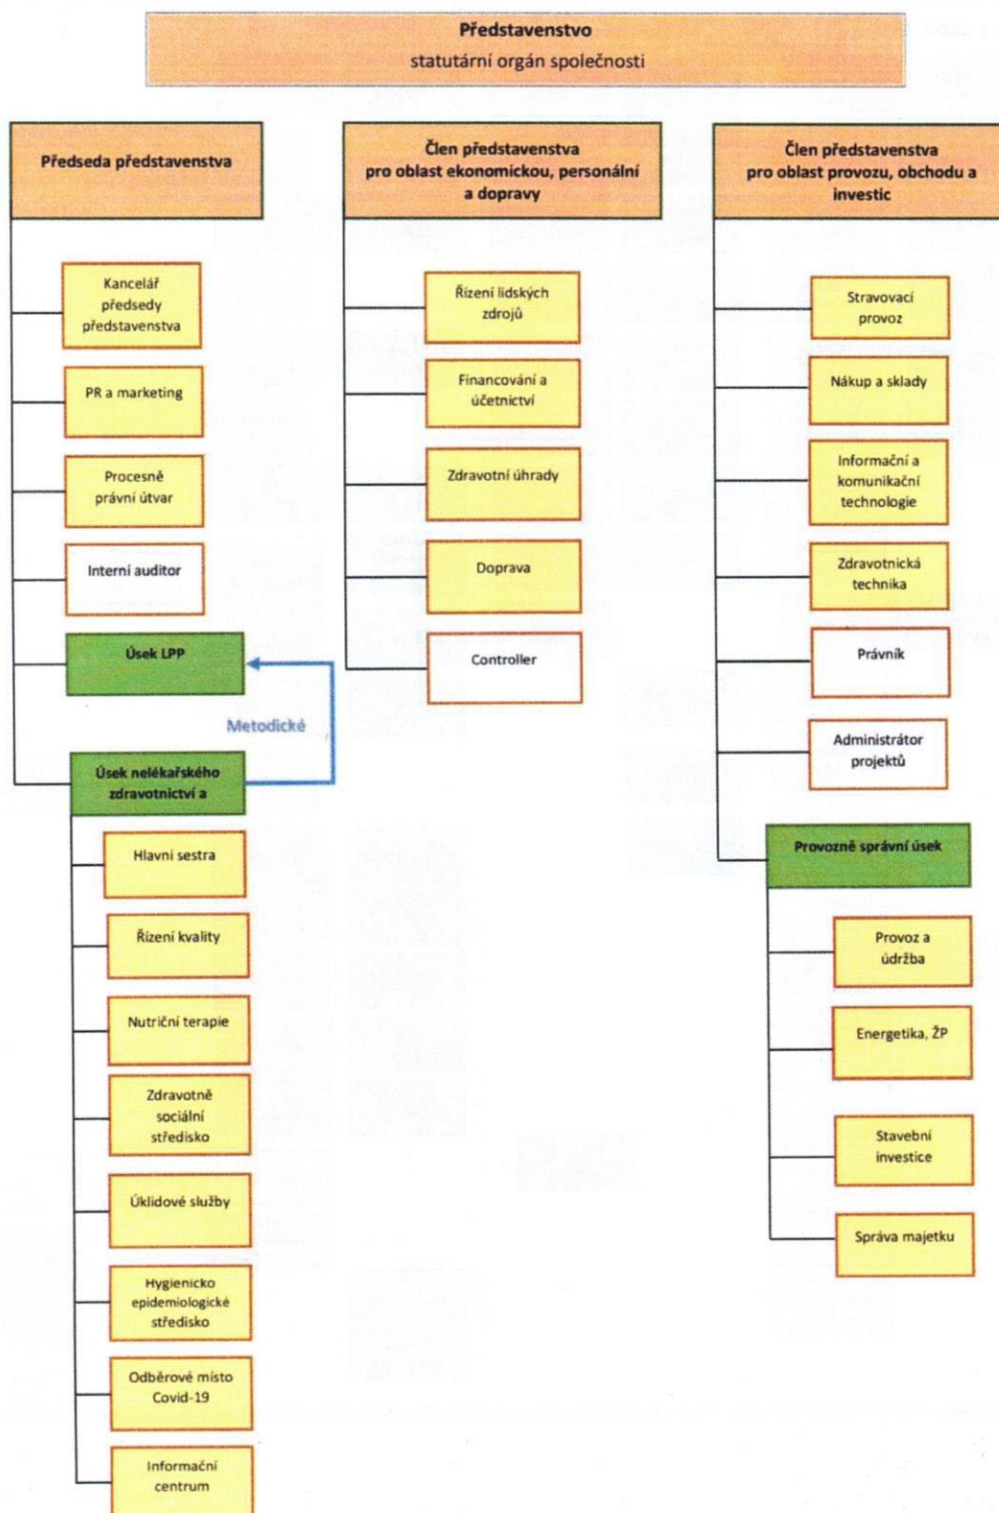 Představenstvo
statutární orgán společnosti
Předseda představenstva
Kancelář
předsedy
představenstva
PR a marketing
Procesně
právní útvar
Interní auditor
Úsek LPP
Metodické
Úsek nelékařského
zdravotnictví a
Hlavní sestra
Řízení kvality
Nutriční terapie
Zdravotně
sociální
středisko
Úklidové služby
Hygienicko
epidemiologické
středisko
Odběrové místo
Covid-19
Informační
centrum
Člen představenstva
pro oblast ekonomickou, personální
a dopravy
Řízení lidských
zdrojů
Financování a
účetnictví
Zdravotní úhrady
Doprava
Controller
Člen představenstva
pro oblast provozu, obchodu a
investic
Stravovací
provoz
Nákup a sklady
Informační a
komunikační
technologie
Zdravotnická
technika
Právník
Administrátor
projektů
Provozně správní úsek
Provoz a
údržba
Energetika, ŽP
Stavební
investice
Správa majetku